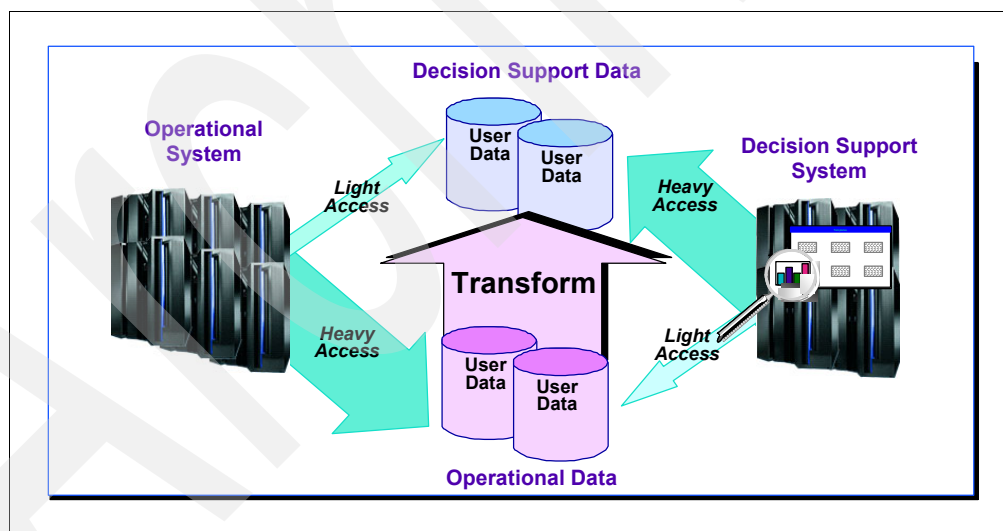 Decision Support Data
User
Data
User
Data
Operational
System
Light
Access
Heavy
Access
Decision Support
System
Transform
Heavy
Access
Light
Access
User
Data
User
Data
Operational Data